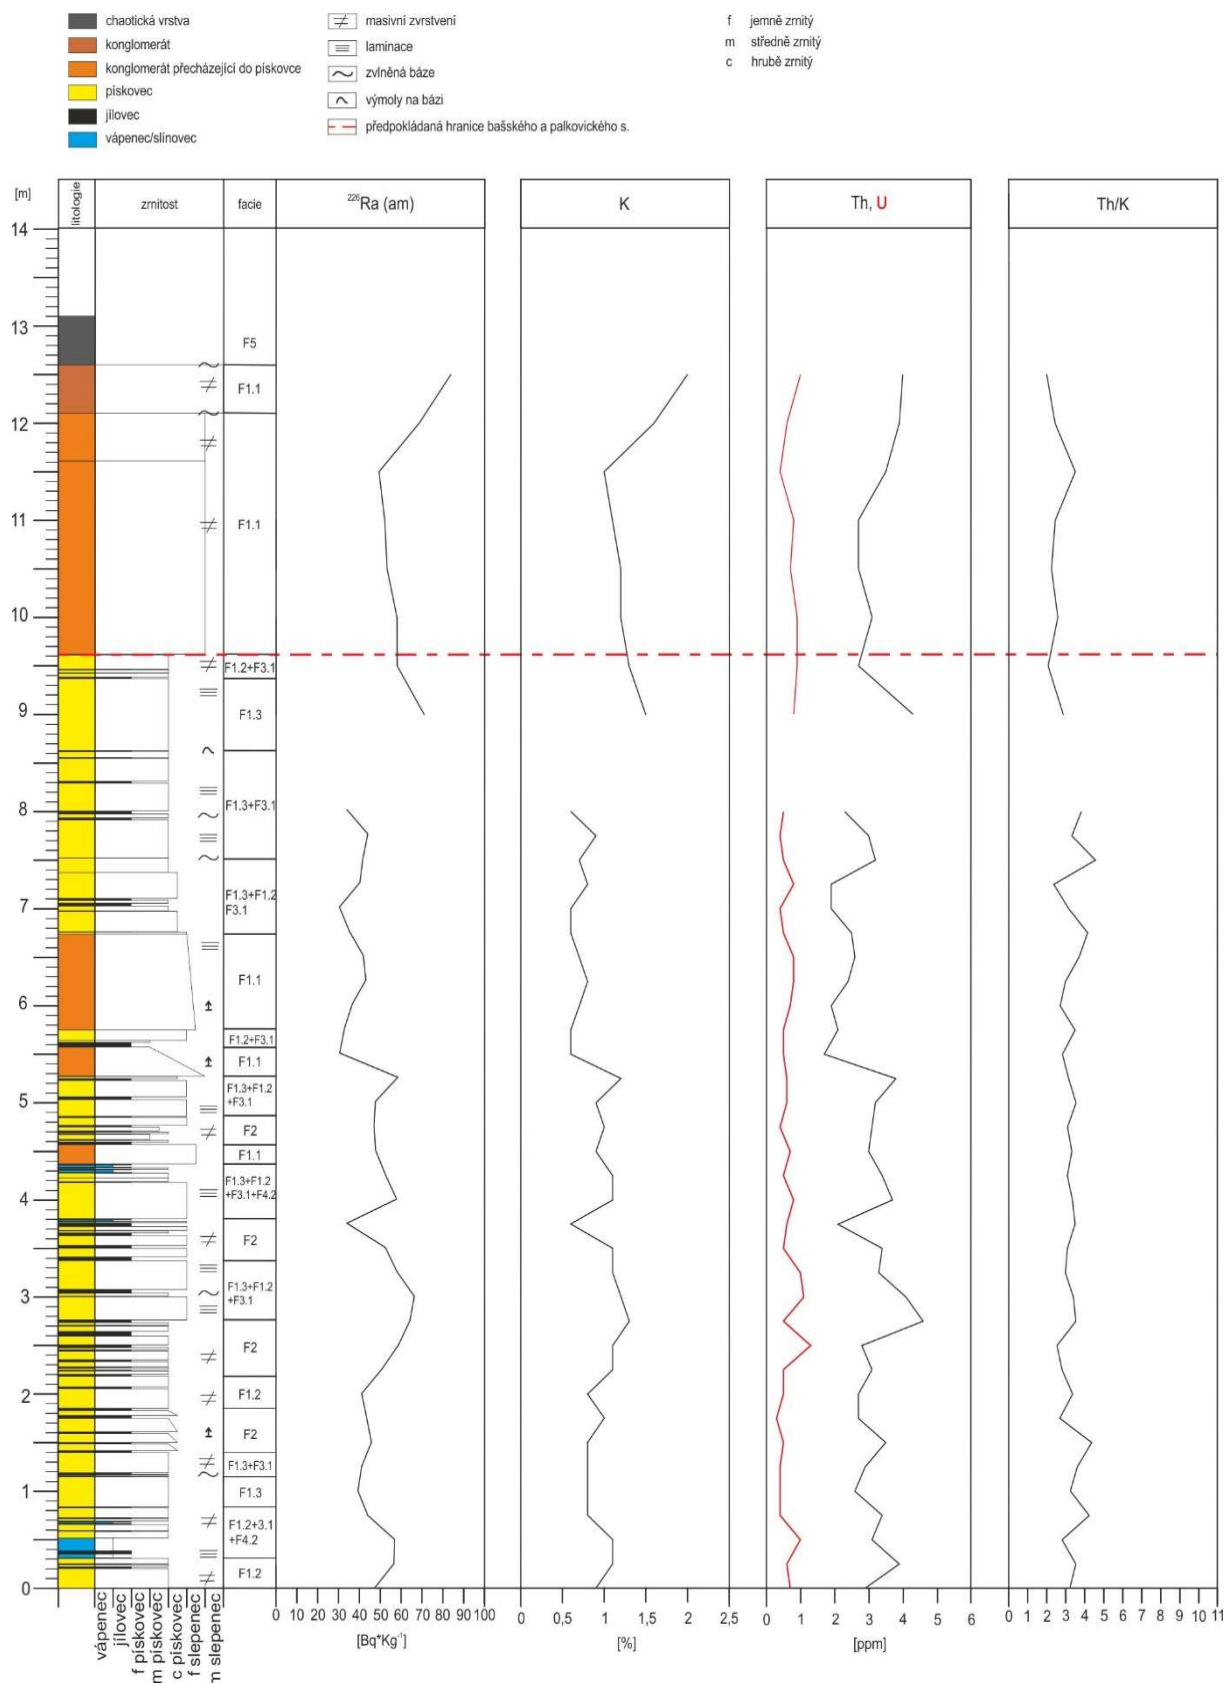 chaotická vrstva
konglomerát
konglomerát přecházející do pískovce
pískovec
jílovec
vápenec/slínovec
masivní zvrstvení
laminace
zvlněná báze
výmoly na bázi
předpokládaná hranice bašského a palkovického s.
f jemně zrnitý
m středně zrnitý
c hrubě zrnitý
[m]
litologie
zrnitost
facie
²²⁶Ra (am)
K
Th, U
Th/K
14
13
12
11
10
9
8
7
6
5
4
3
2
1
0
F5
F1.1
F1.1
F1.2+F3.1
F1.3
F1.3+F3.1
F1.3+F1.2
F3.1
F1.1
F1.2+F3.1
F1.1
F1.3+F1.2
+F3.1
F2
F1.1
F1.3+F1.2
+F3.1+F4.2
F2
F1.3+F1.2
+F3.1
F2
F1.2
F2
F1.3+F3.1
F1.3
F1.2+3.1
+F4.2
F1.2
vápenec
jílovec
f pískovec
m pískovec
c pískovec
f slepenec
m slepenec
0 10 20 30 40 50 60 70 80 90 100
[Bq*Kg⁻¹]
0 0,5 1 1,5 2 2,5
[%]
0 1 2 3 4 5 6
[ppm]
0 1 2 3 4 5 6 7 8 9 10 11